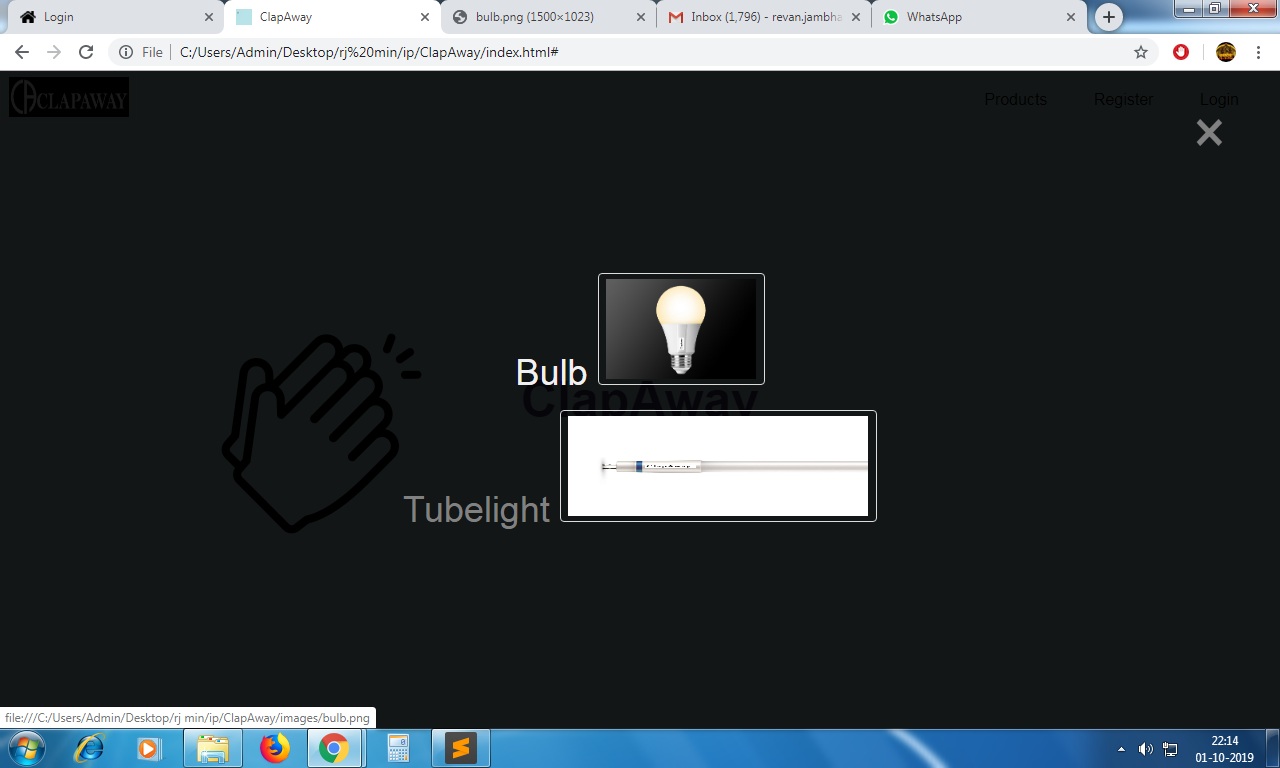 Login
ClapAway
bulb.png (1500×1023)
Inbox (1,796) - revan.jambha
WhatsApp
File
C:/Users/Admin/Desktop/rj%20min/ip/ClapAway/index.html#
CLAPAWAY
Products
Register
Login
Bulb
ClapAway
Tubelight
file:///C:/Users/Admin/Desktop/rj min/ip/ClapAway/images/bulb.png
22:14
01-10-2019